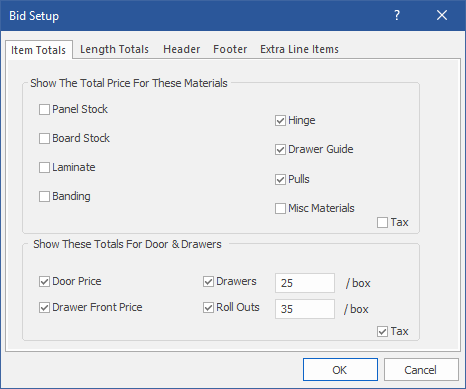 Bid Setup ? ×
Item Totals Length Totals Header Footer Extra Line Items
Show The Total Price For These Materials
Panel Stock
Board Stock
Laminate
Banding
Hinge
Drawer Guide
Pulls
Misc Materials
Tax
Show These Totals For Door & Drawers
Door Price Drawers 25 / box
Drawer Front Price Roll Outs 35 / box
Tax
OK Cancel